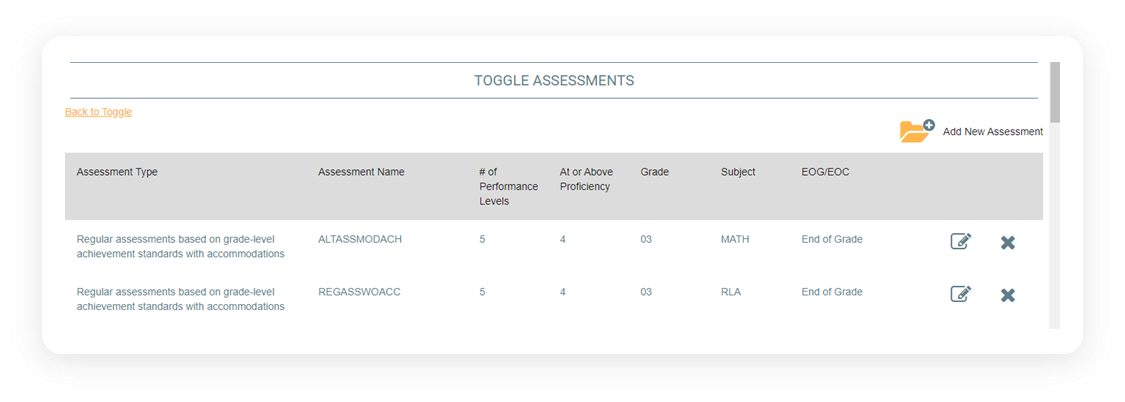 TOGGLE ASSESSMENTS
Back to Toggle
Add New Assessment
Assessment Type Assessment Name # of Performance Levels At or Above Proficiency Grade Subject EOG/EOC
Regular assessments based on grade-level achievement standards with accommodations ALTASSMODACH 5 4 03 MATH End of Grade
Regular assessments based on grade-level achievement standards with accommodations REGASSWOACC 5 4 03 RLA End of Grade